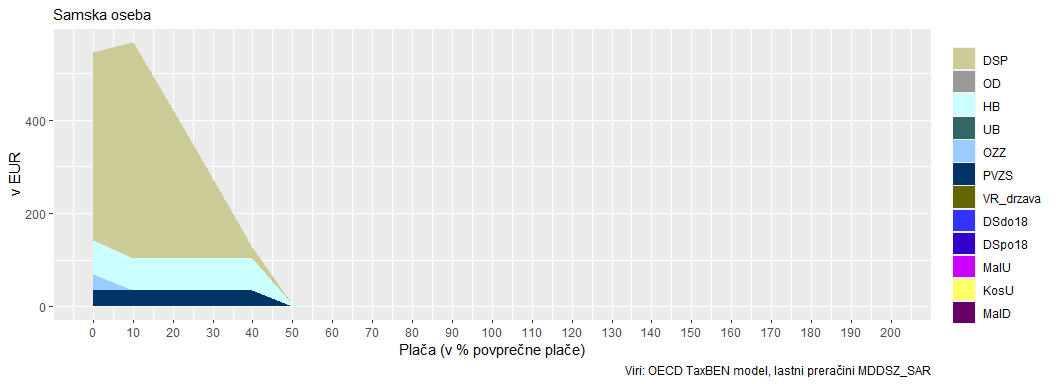 Samska oseba
v EUR
400
200
0
0 10 20 30 40 50 60 70 80 90 100 110 120 130 140 150 160 170 180 190 200
Plača (v % povprečne plače)
Viri: OECD TaxBEN model, lastni preračini MDDSZ_SAR
DSP
OD
HB
UB
OZZ
PVZS
VR_drzava
DSdo18
DSpo18
MalU
KosU
MalD